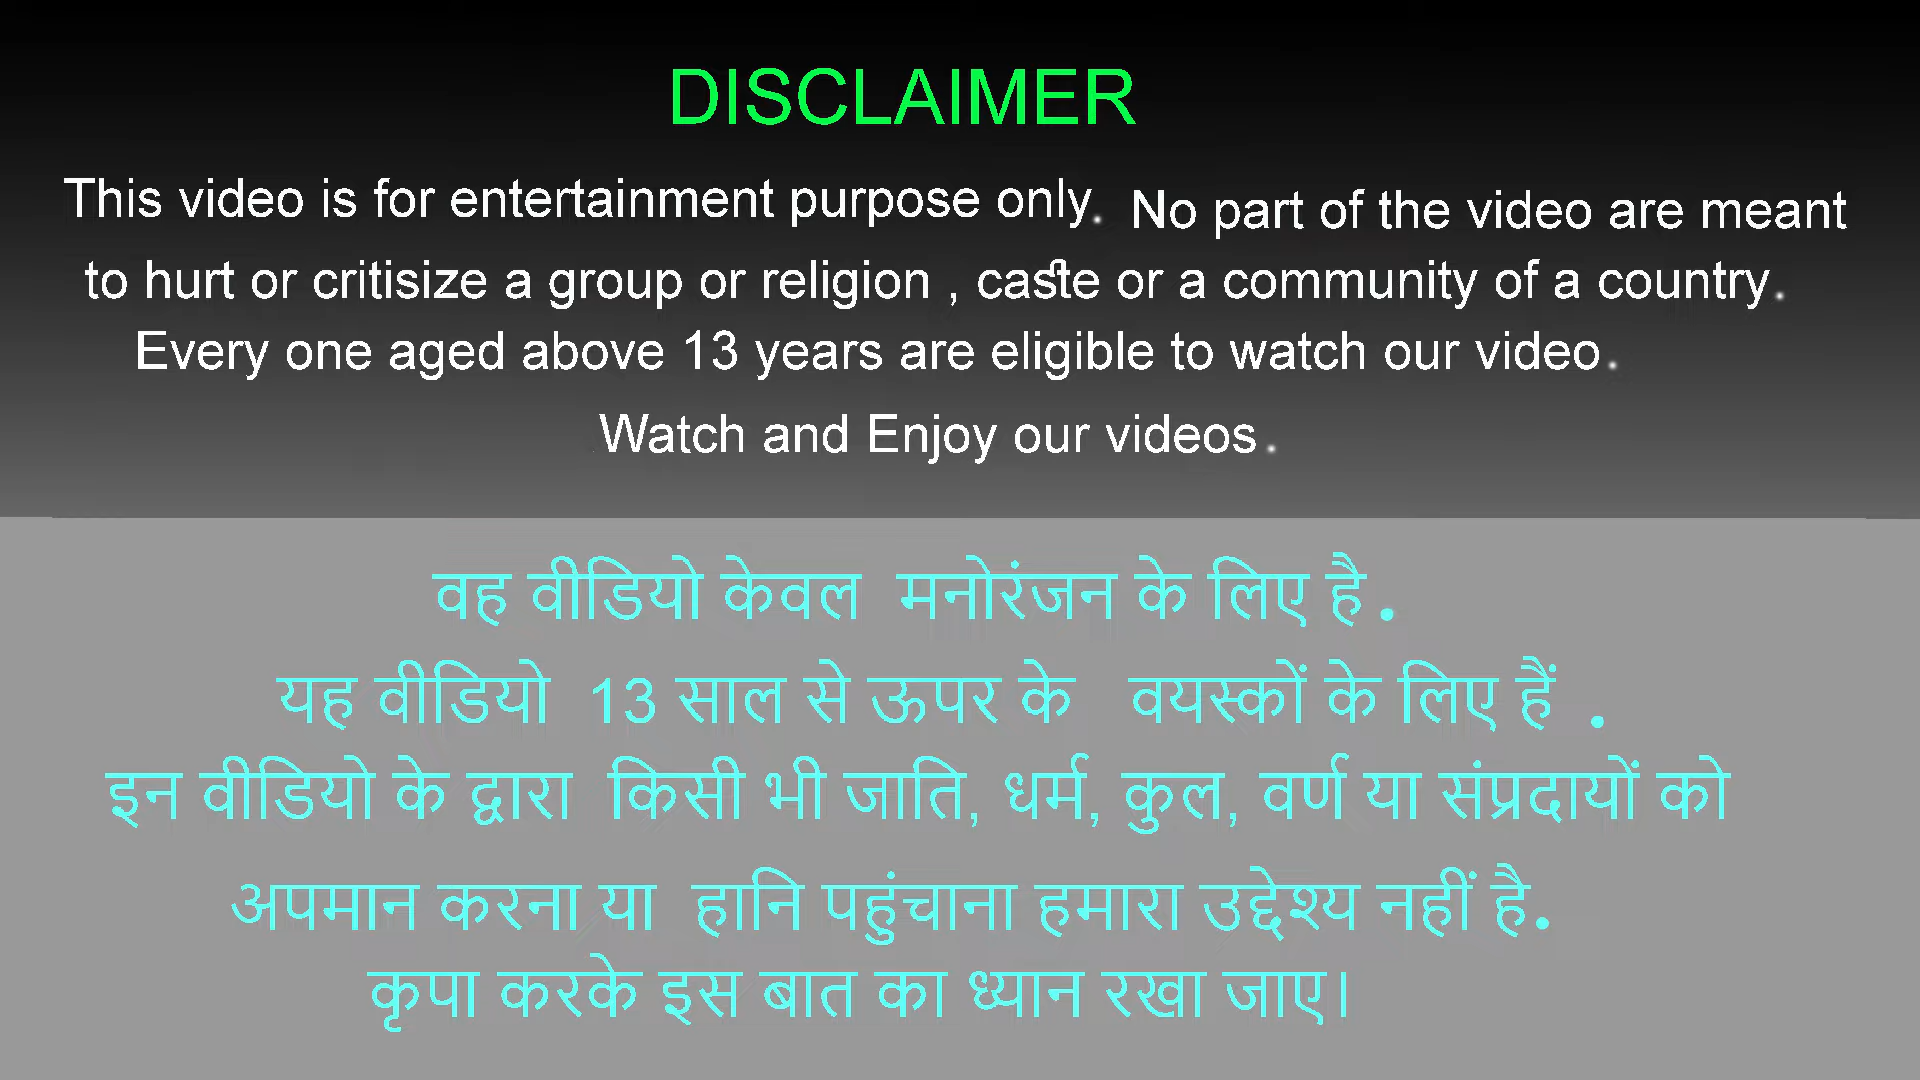 DISCLAIMER
This video is for entertainment purpose only. No part of the video are meant
to hurt or critisize a group or religion , caste or a community of a country.
Every one aged above 13 years are eligible to watch our video.
Watch and Enjoy our videos.
वह वीडियो केवल मनोरंजन के लिए है.
यह वीडियो 13 साल से ऊपर के वयस्कों के लिए हैं .
इन वीडियो के द्वारा किसी भी जाति, धर्म, कुल, वर्ण या संप्रदायों को
अपमान करना या हानि पहुंचाना हमारा उद्देश्य नहीं है.
कृपा करके इस बात का ध्यान रखा जाए।